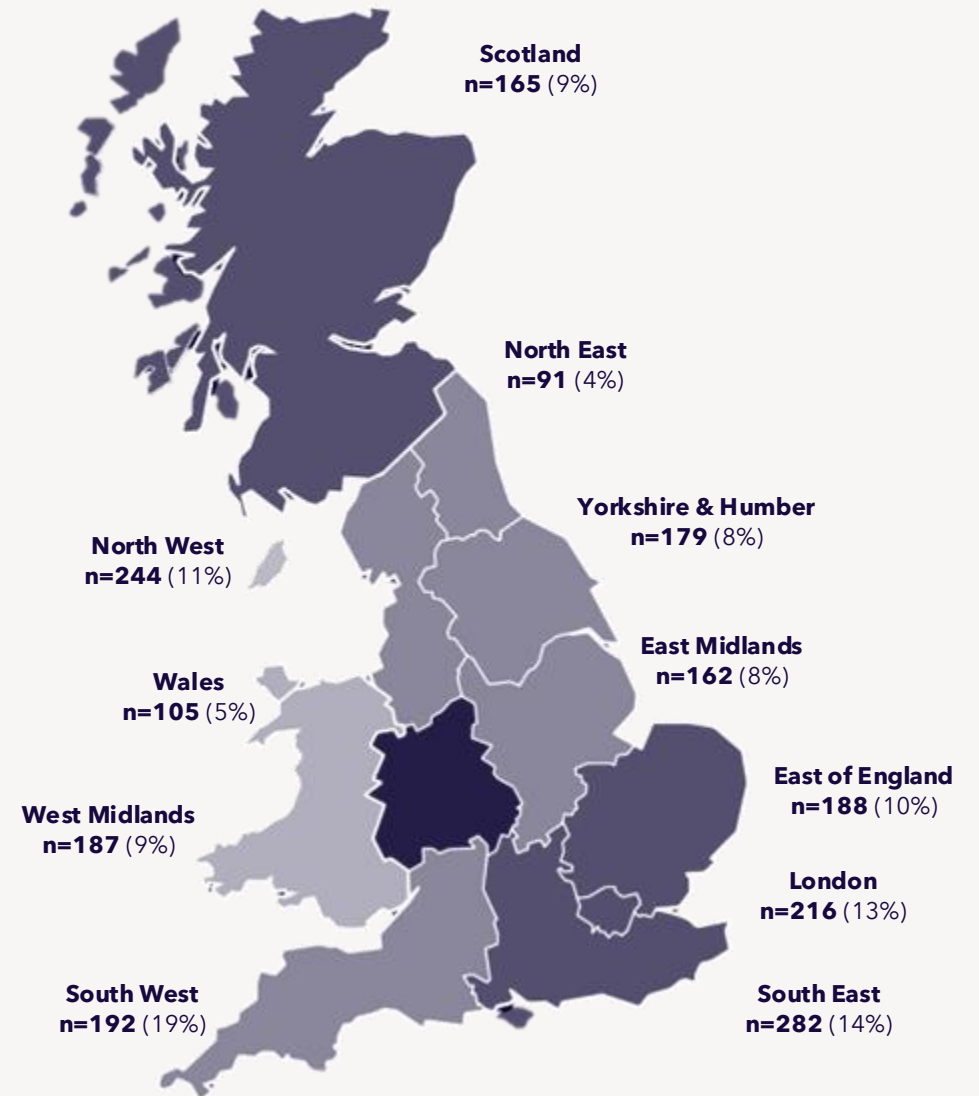 Scotland
n=165 (9%)
North East
n=91 (4%)
Yorkshire & Humber
n=179 (8%)
North West
n=244 (11%)
East Midlands
n=162 (8%)
Wales
n=105 (5%)
East of England
n=188 (10%)
West Midlands
n=187 (9%)
London
n=216 (13%)
South West
n=192 (19%)
South East
n=282 (14%)